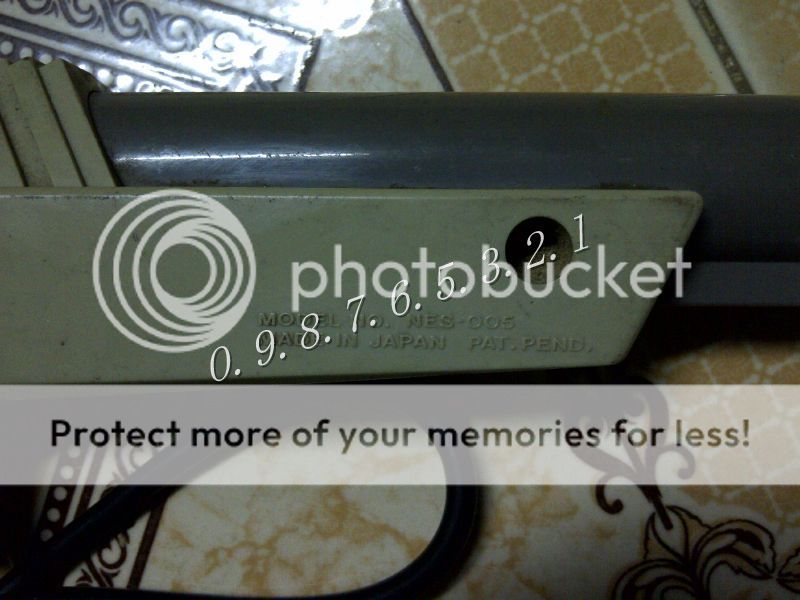 photobucket
0.9.8.7.6.5.3.2.1
MODEL NO. NES-005
MADE IN JAPAN PAT. PEND.
Protect more of your memories for less!